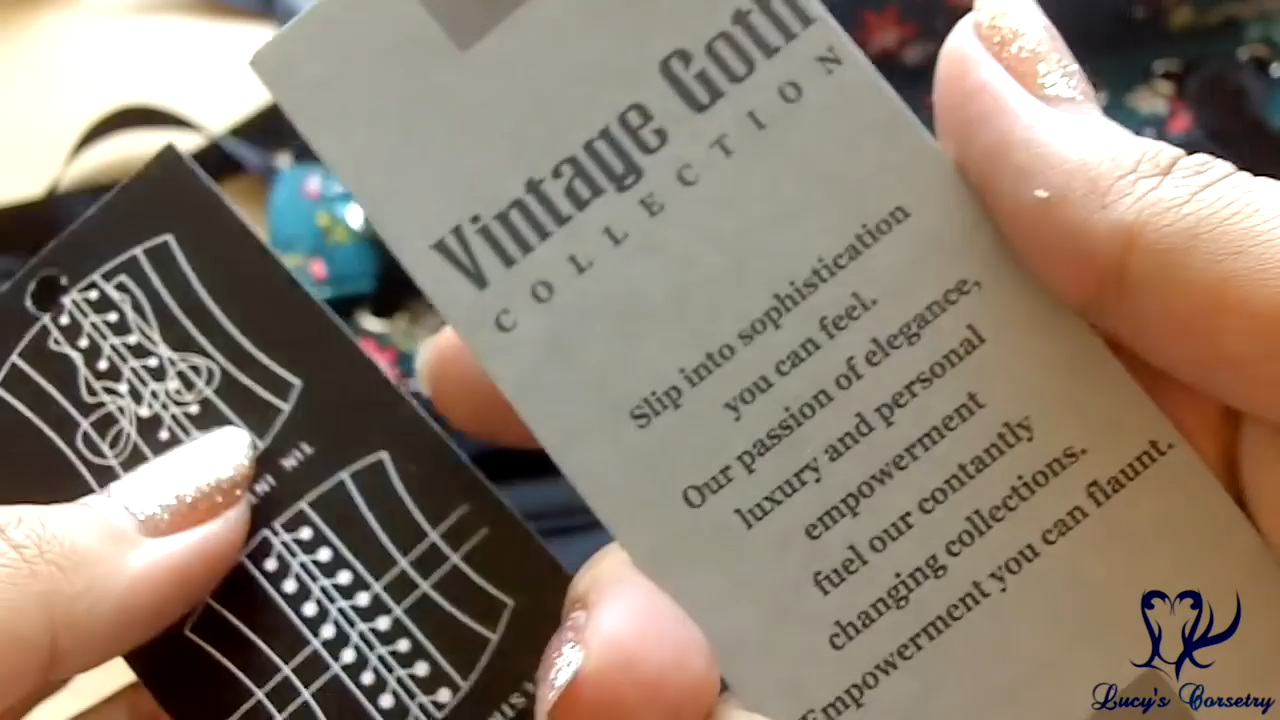 Vintage Goth
COLLECTION
Slip into sophistication
you can feel.
Our passion of elegance,
luxury and personal
empowerment
fuel our contantly
changing collections.
Empowerment you can flaunt.
Lucy's Corsetry